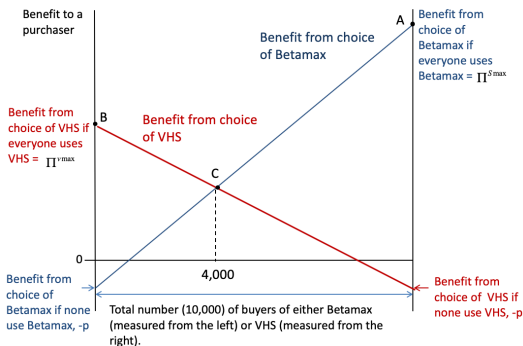 Benefit to a
purchaser
A
Benefit from
choice of
Betamax if
everyone uses
Betamax = Π^Smax
Benefit from choice
of Betamax
Benefit from
choice of VHS if
everyone uses
VHS = Π^vmax
B
Benefit from choice
of VHS
C
0
4,000
Benefit from
choice of
Betamax if none
use Betamax, -p
Total number (10,000) of buyers of either Betamax
(measured from the left) or VHS (measured from the
right).
Benefit from
choice of VHS if
none use VHS, -p